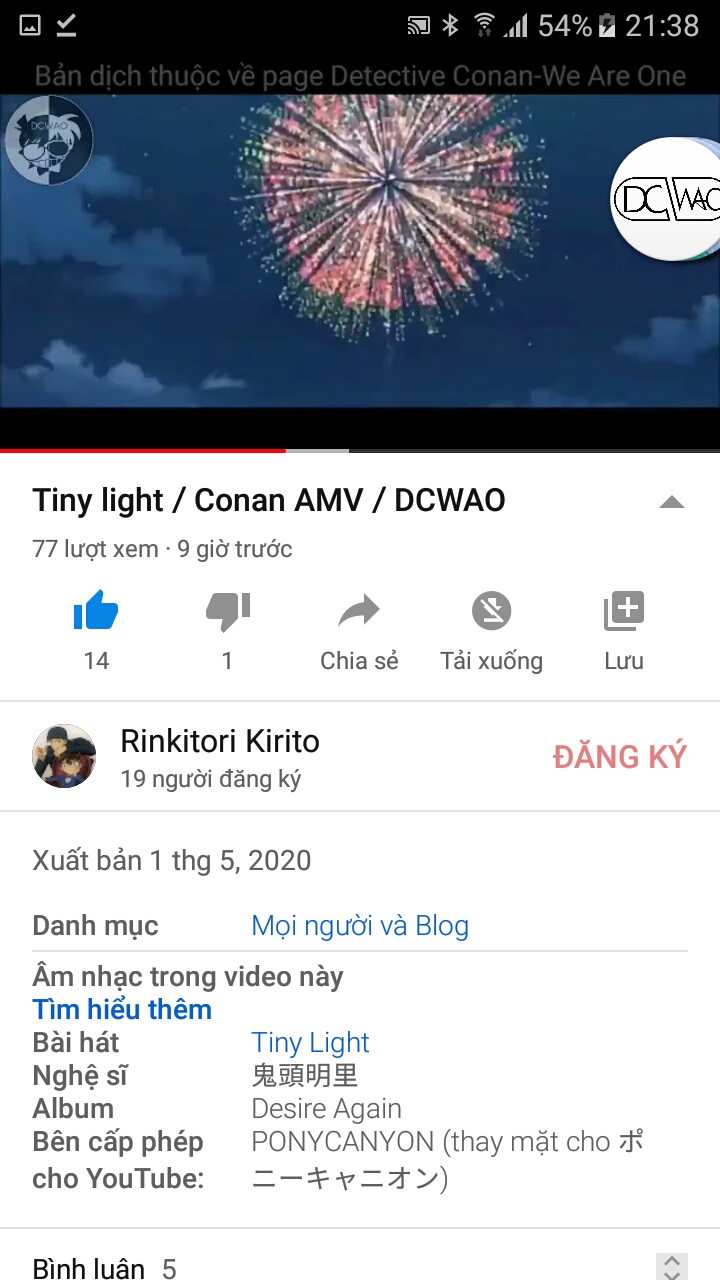 54% 21:38
Bản dịch thuộc về page Detective Conan-We Are One
DCWAO
DC WAO
Tiny light / Conan AMV / DCWAO
77 lượt xem · 9 giờ trước
14 1 Chia sẻ Tải xuống Lưu
Rinkitori Kirito
19 người đăng ký
ĐĂNG KÝ
Xuất bản 1 thg 5, 2020
Danh mục Mọi người và Blog
Âm nhạc trong video này
Tìm hiểu thêm
Bài hát Tiny Light
Nghệ sĩ 鬼頭明里
Album Desire Again
Bên cấp phép PONYCANYON (thay mặt cho ポ
cho YouTube: ニーキャニオン)
Bình luận 5